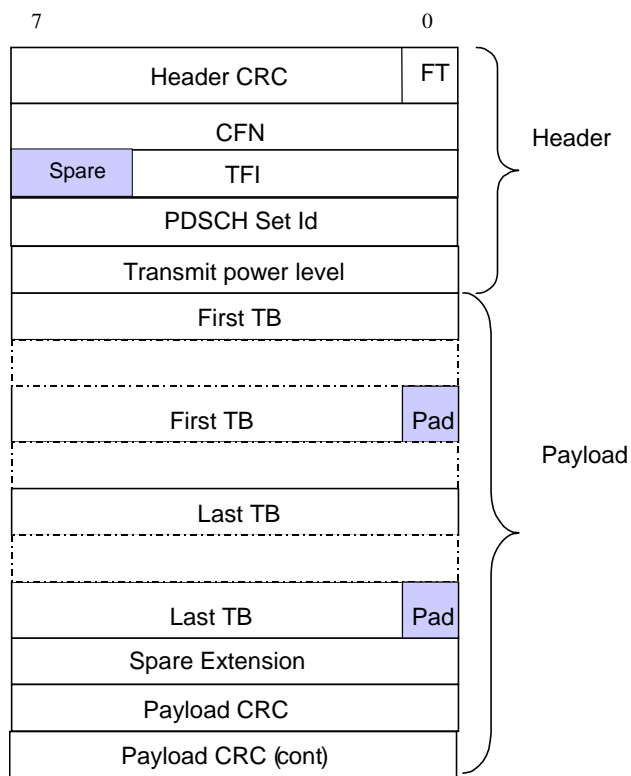 7 0
Header CRC FT
CFN
Header
Spare TFI
PDSCH Set Id
Transmit power level
First TB
First TB Pad
Payload
Last TB
Last TB Pad
Spare Extension
Payload CRC
Payload CRC (cont)